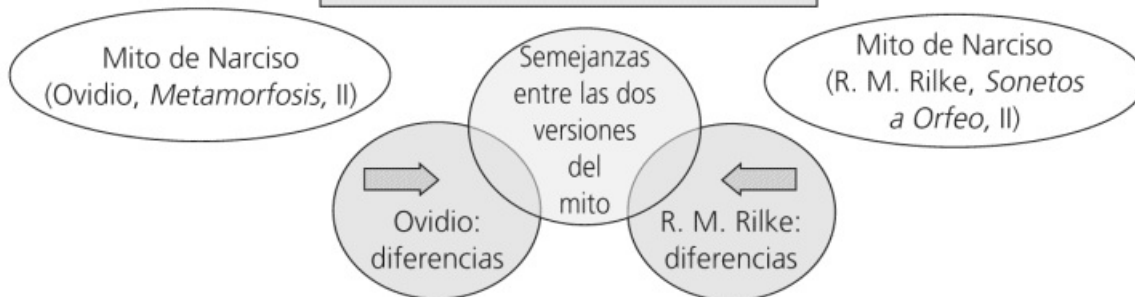 Mito de Narciso
(Ovidio, Metamorfosis, II)
Semejanzas
entre las dos
versiones
del
mito
Mito de Narciso
(R. M. Rilke, Sonetos
a Orfeo, II)
Ovidio:
diferencias
R. M. Rilke:
diferencias